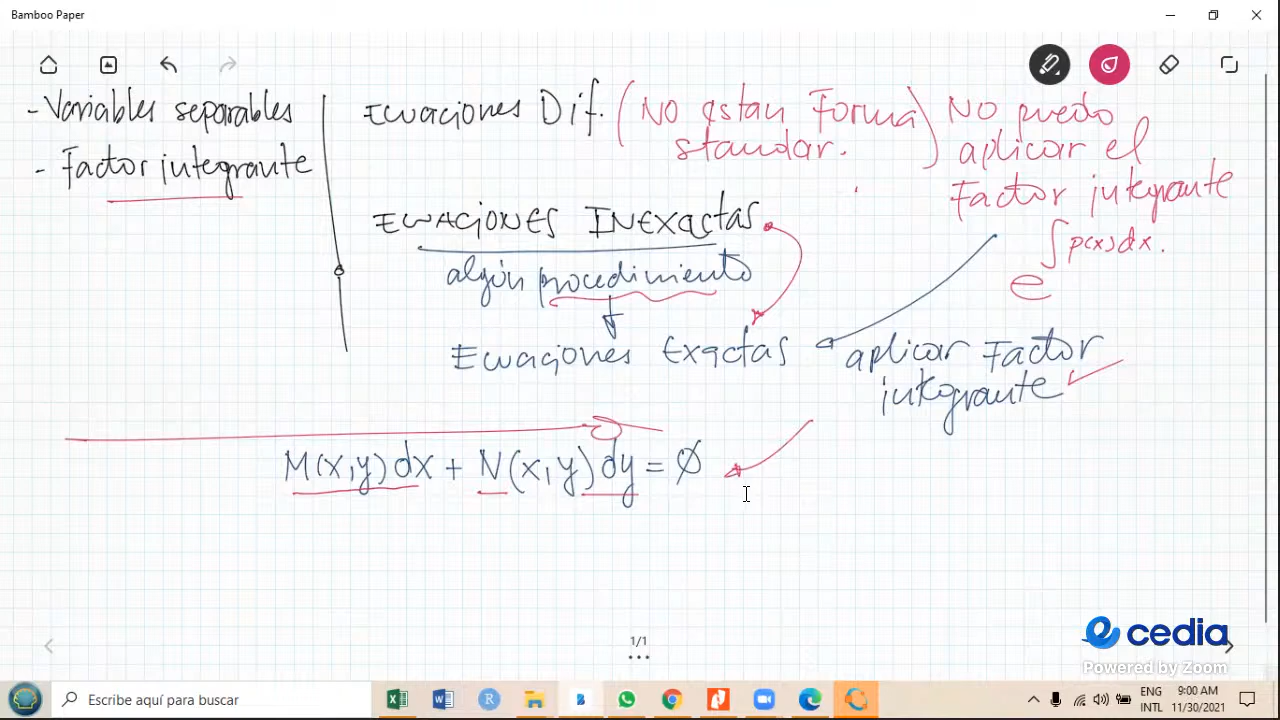 Bamboo Paper
- Variables separables
- Factor integrante
Ecuaciones Dif. (No estan Forma standar.)
No puedo
aplicar el
Factor integrante
e^∫p(x)dx.
ECUACIONES INEXactas
algún procedimiento
Ecuaciones Exactas
aplicar Factor
integrante
M(x,y)dx + N(x,y)dy = Ø
1/1
cedia
Powered by Zoom
Escribe aquí para buscar
ENG
INTL
9:00 AM
11/30/2021